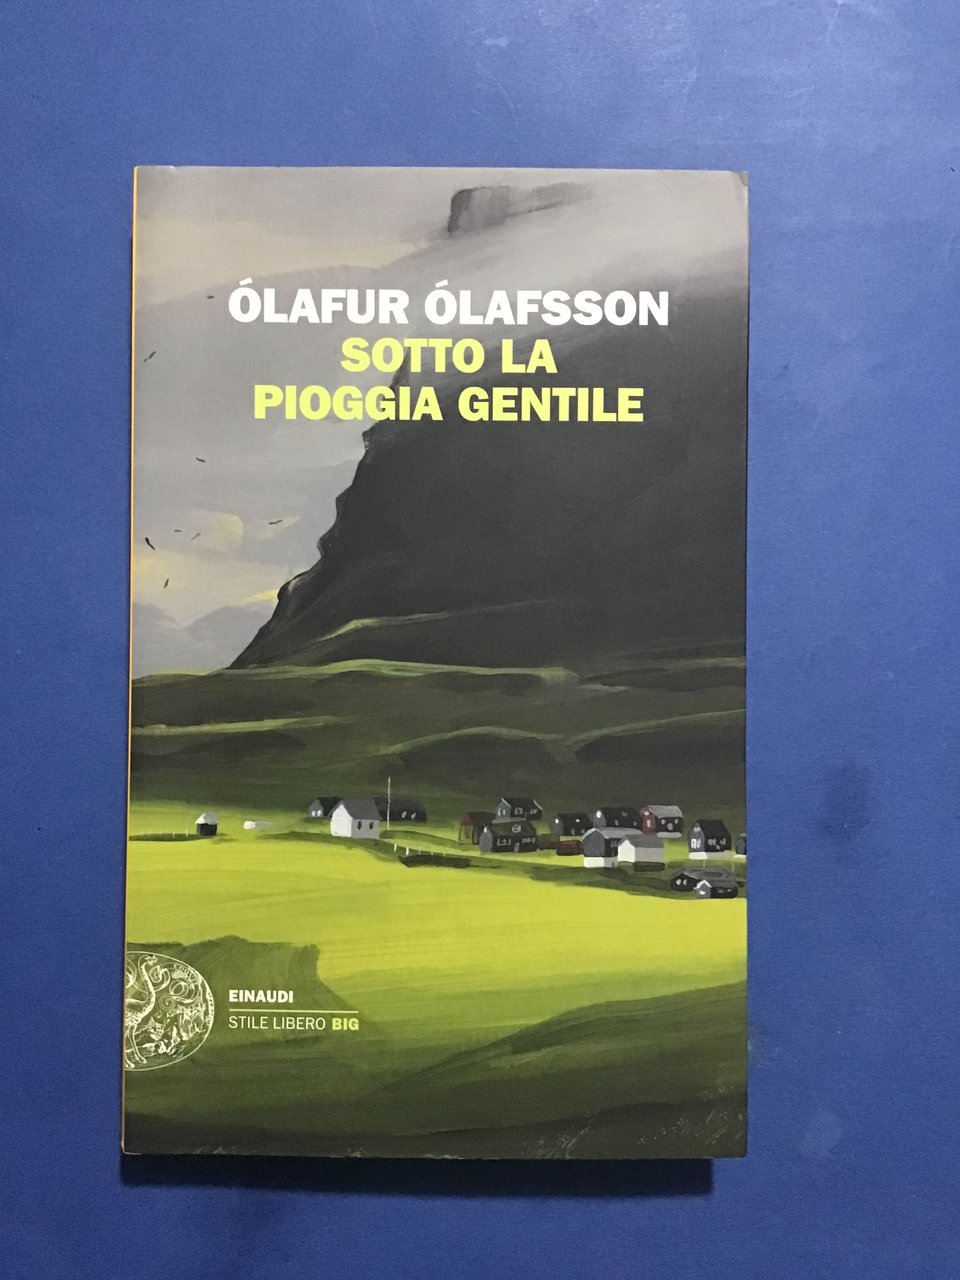 ÓLAFUR ÓLAFSSON
SOTTO LA
PIOGGIA GENTILE
EINAUDI
STILE LIBERO BIG